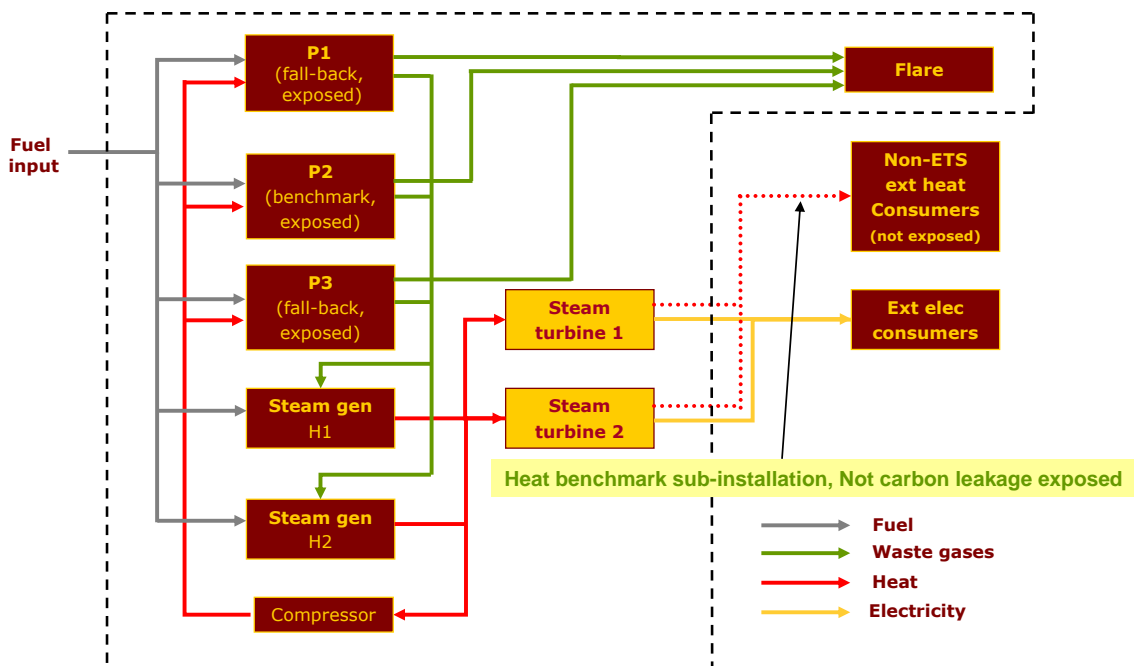 P1
(fall-back,
exposed)
Flare
Fuel
input
P2
(benchmark,
exposed)
Non-ETS
ext heat
Consumers
(not exposed)
P3
(fall-back,
exposed)
Steam
turbine 1
Ext elec
consumers
Steam gen
H1
Steam
turbine 2
Heat benchmark sub-installation, Not carbon leakage exposed
Steam gen
H2
Fuel
Waste gases
Heat
Electricity
Compressor